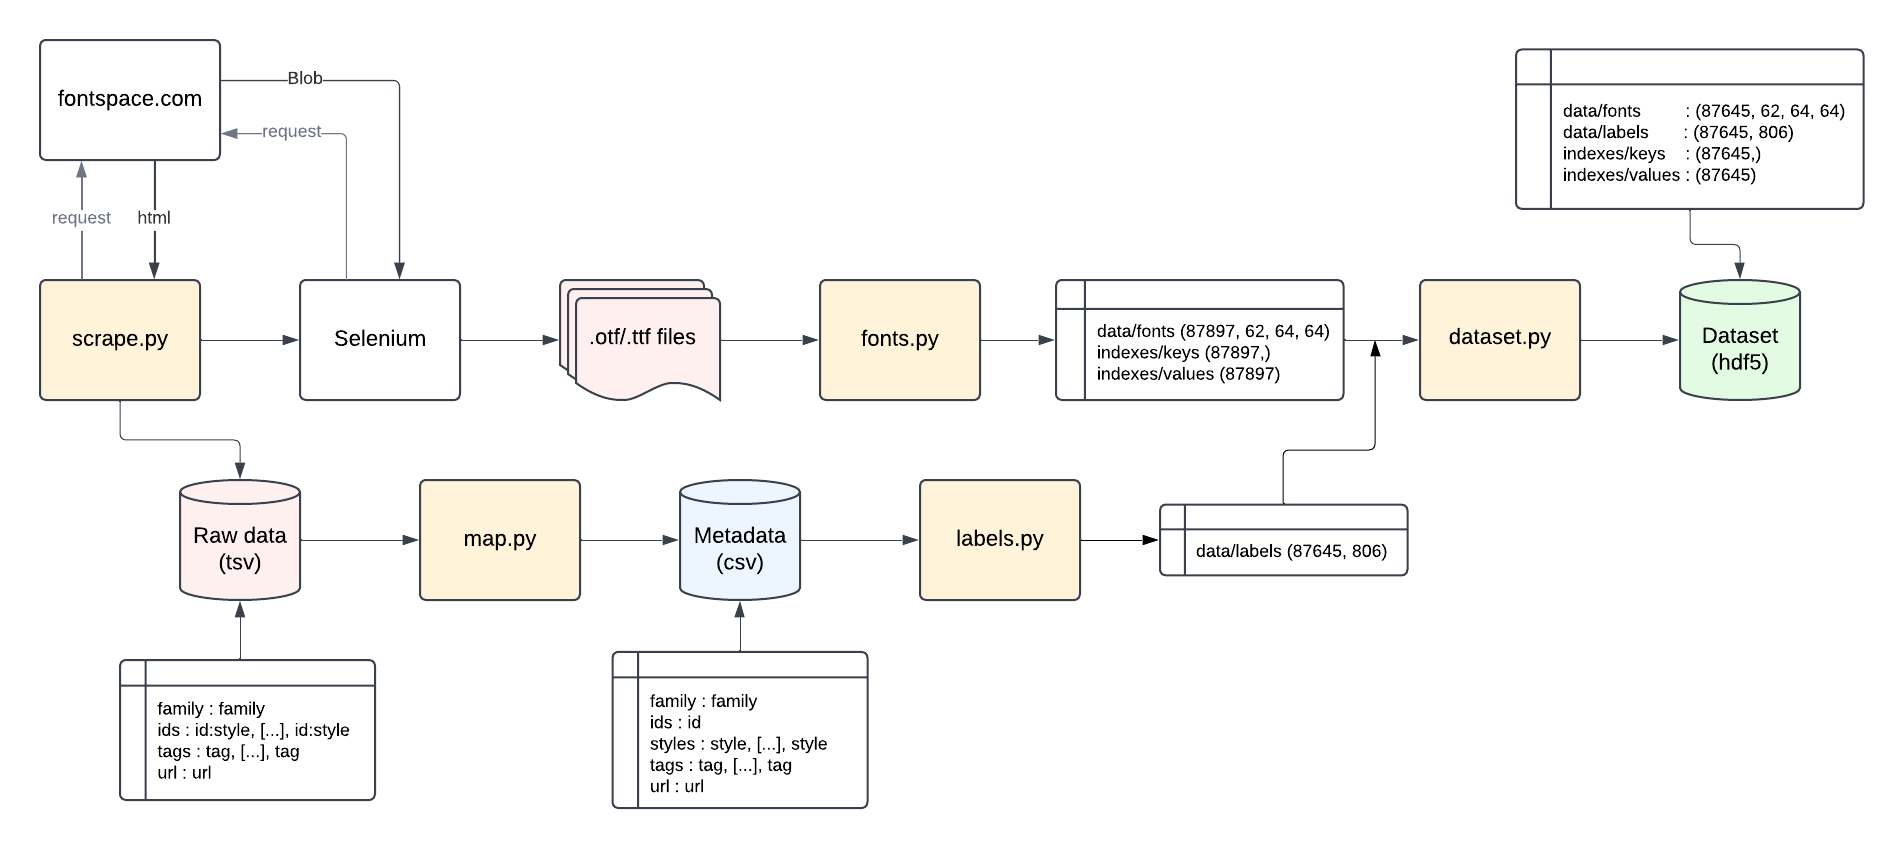 fontspace.com
Blob
request
request
html
data/fonts : (87645, 62, 64, 64)
data/labels : (87645, 806)
indexes/keys : (87645,)
indexes/values : (87645)
scrape.py
Selenium
.otf/.ttf files
fonts.py
data/fonts (87897, 62, 64, 64)
indexes/keys (87897,)
indexes/values (87897)
dataset.py
Dataset
(hdf5)
Raw data
(tsv)
map.py
Metadata
(csv)
labels.py
data/labels (87645, 806)
family : family
ids : id:style, [...], id:style
tags : tag, [...], tag
url : url
family : family
ids : id
styles : style, [...], style
tags : tag, [...], tag
url : url